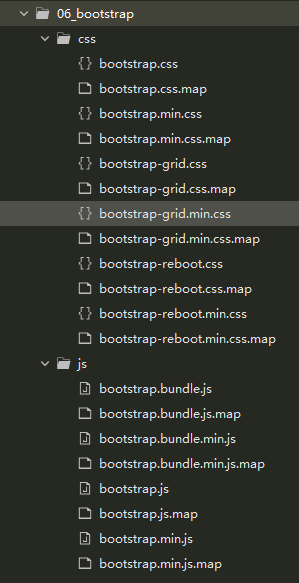 06_bootstrap
css
bootstrap.css
bootstrap.css.map
bootstrap.min.css
bootstrap.min.css.map
bootstrap-grid.css
bootstrap-grid.css.map
bootstrap-grid.min.css
bootstrap-grid.min.css.map
bootstrap-reboot.css
bootstrap-reboot.css.map
bootstrap-reboot.min.css
bootstrap-reboot.min.css.map
js
bootstrap.bundle.js
bootstrap.bundle.js.map
bootstrap.bundle.min.js
bootstrap.bundle.min.js.map
bootstrap.js
bootstrap.js.map
bootstrap.min.js
bootstrap.min.js.map